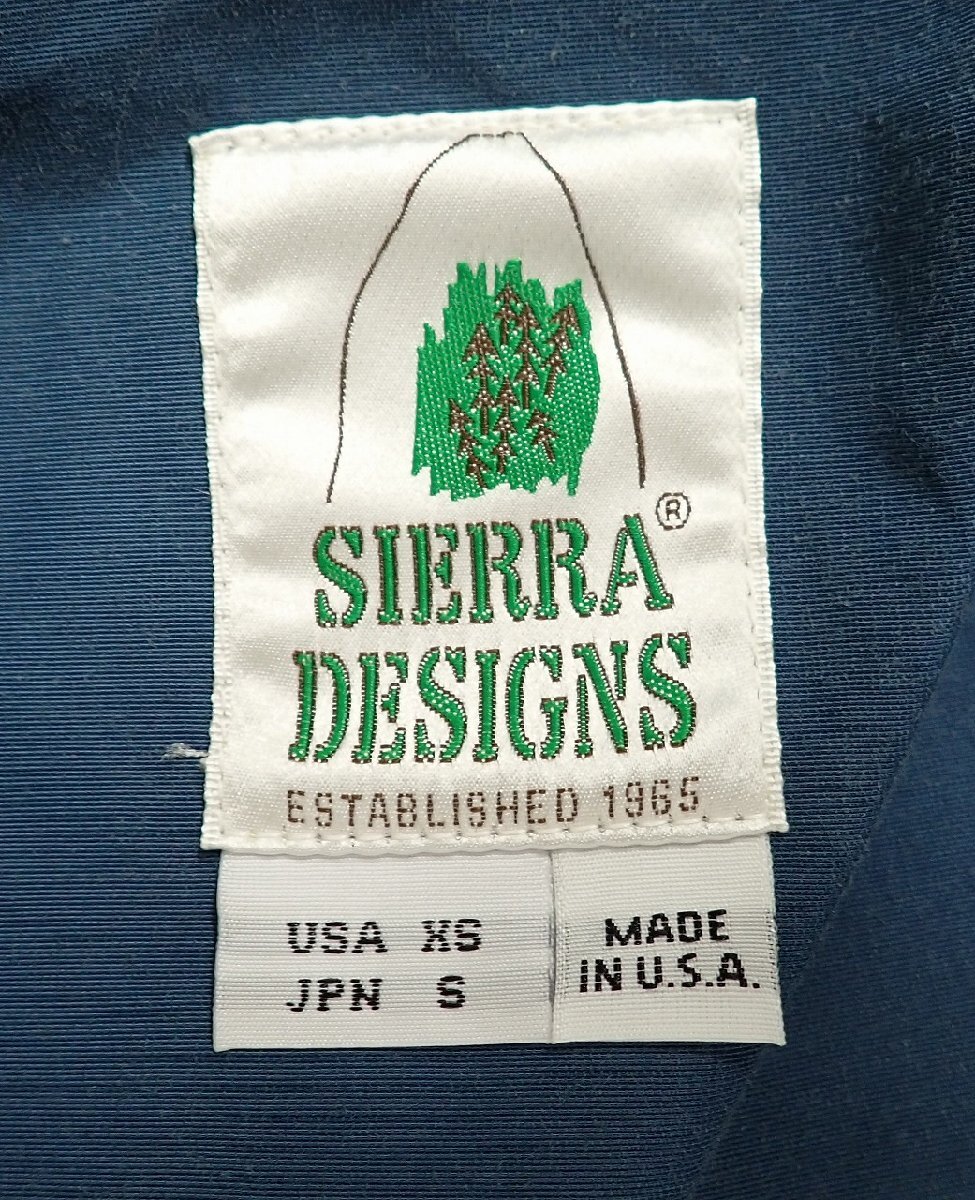 SIERRA®
DESIGNS
ESTABLISHED 1965
USA XS
JPN S
MADE
IN U.S.A.